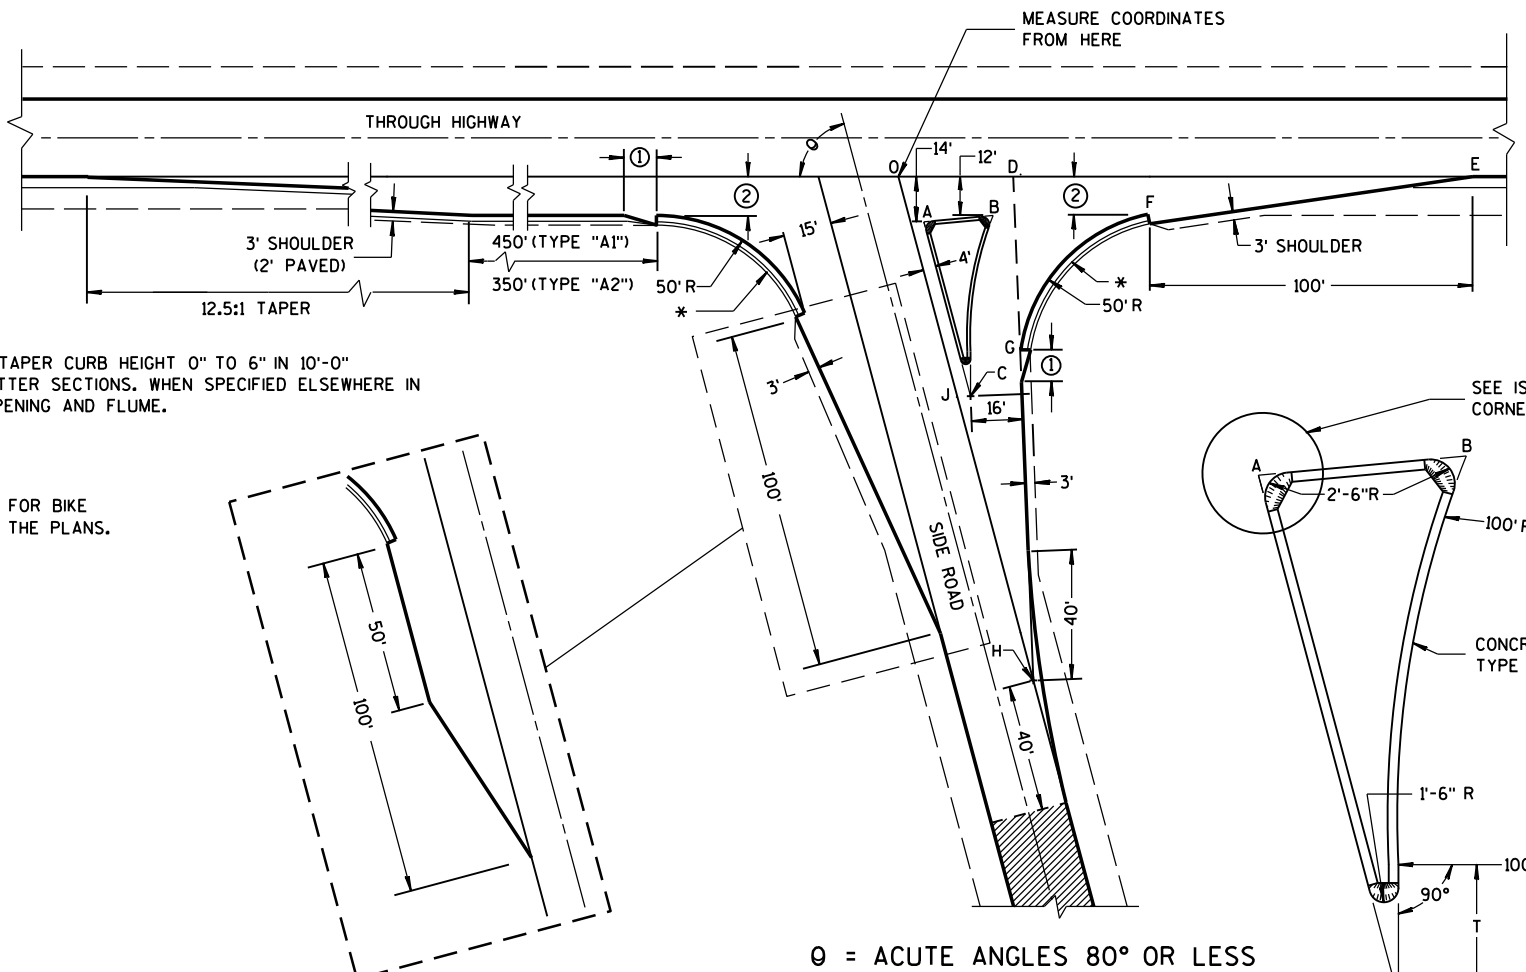 MEASURE COORDINATES
FROM HERE
THROUGH HIGHWAY
θ
①
②
14'
12'
O
D
E
A
B
②
F
15'
4'
3' SHOULDER
(2' PAVED)
450' (TYPE "A1")
350' (TYPE "A2")
50' R
*
12.5:1 TAPER
3' SHOULDER
*
50' R
100'
TAPER CURB HEIGHT 0" TO 6" IN 10'-0"
TTER SECTIONS. WHEN SPECIFIED ELSEWHERE IN
PENING AND FLUME.
G
①
C
J
16'
3'
100'
3'
SEE IS
CORNE
A
B
2'-6"R
100' R
FOR BIKE
THE PLANS.
SIDE ROAD
40'
H
40'
50'
100'
CONCR
TYPE
1'-6" R
100
90°
T
θ = ACUTE ANGLES 80° OR LESS